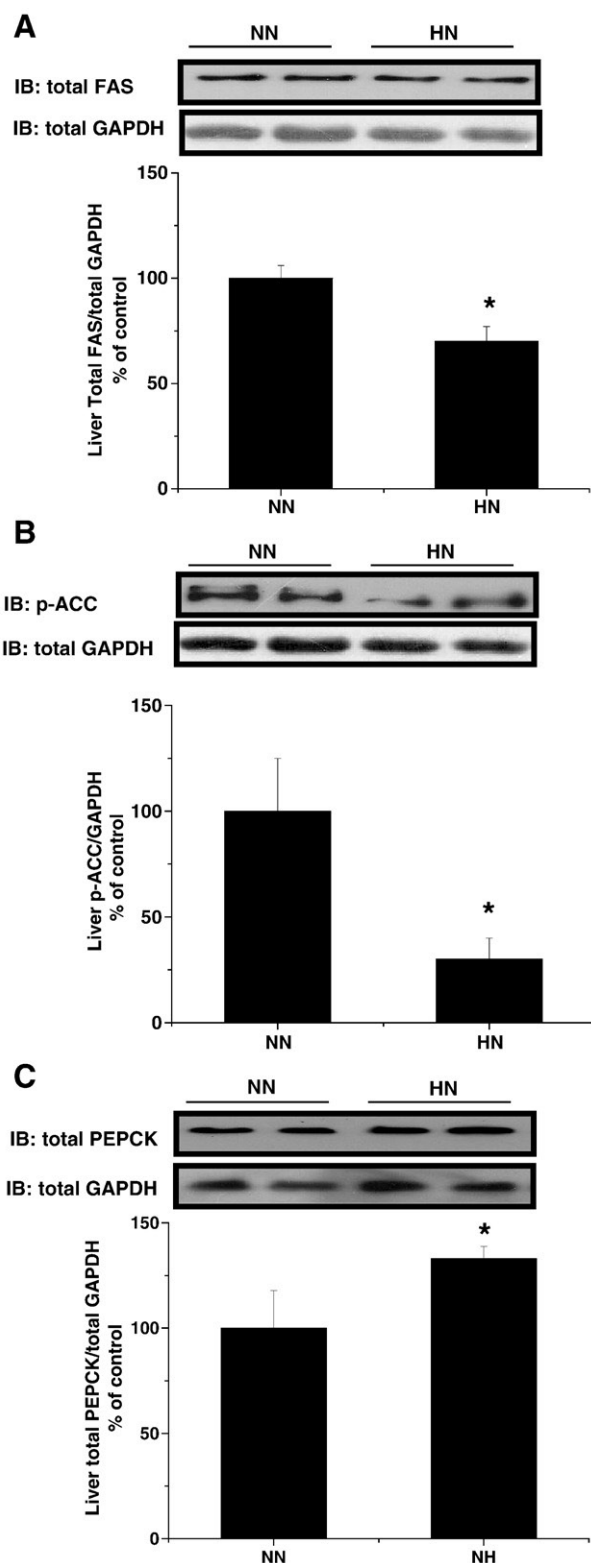 A
NN HN
IB: total FAS
IB: total GAPDH
150
100
50
0
Liver Total FAS/total GAPDH
% of control
*
NN HN
B
NN HN
IB: p-ACC
IB: total GAPDH
150
100
50
0
Liver p-ACC/GAPDH
% of control
*
NN HN
C
NN HN
IB: total PEPCK
IB: total GAPDH
150
100
50
0
Liver total PEPCK/total GAPDH
% of control
*
NN NH